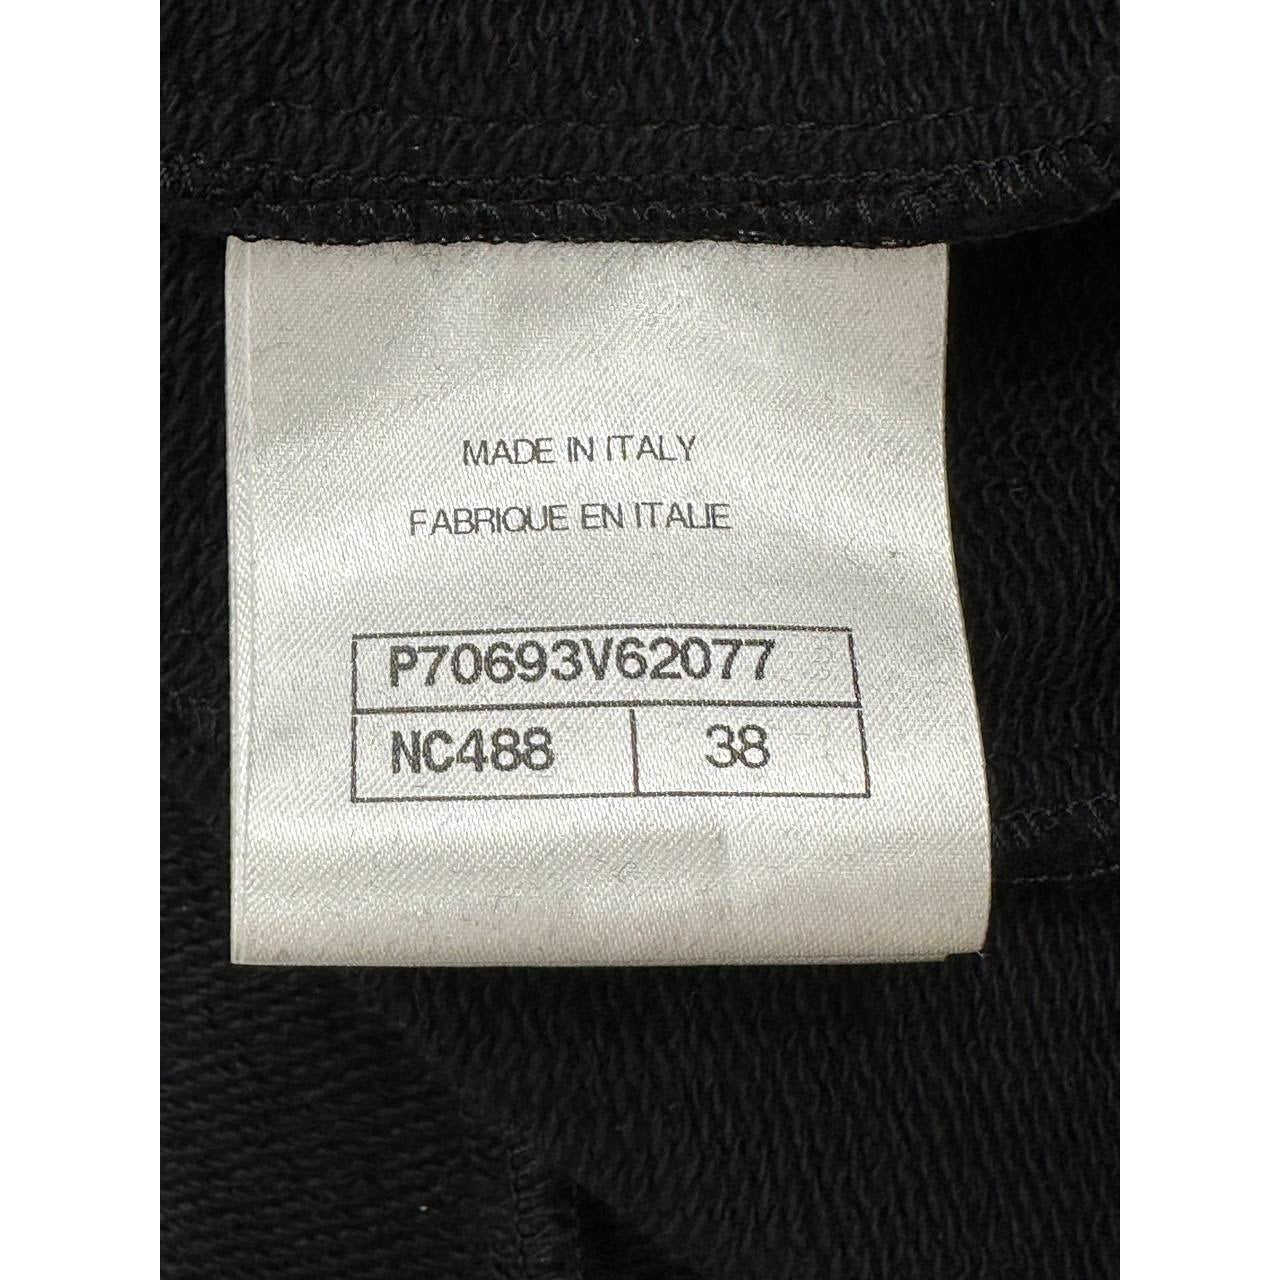 MADE IN ITALY
FABRIQUE EN ITALIE
P70693V62077
NC488 38